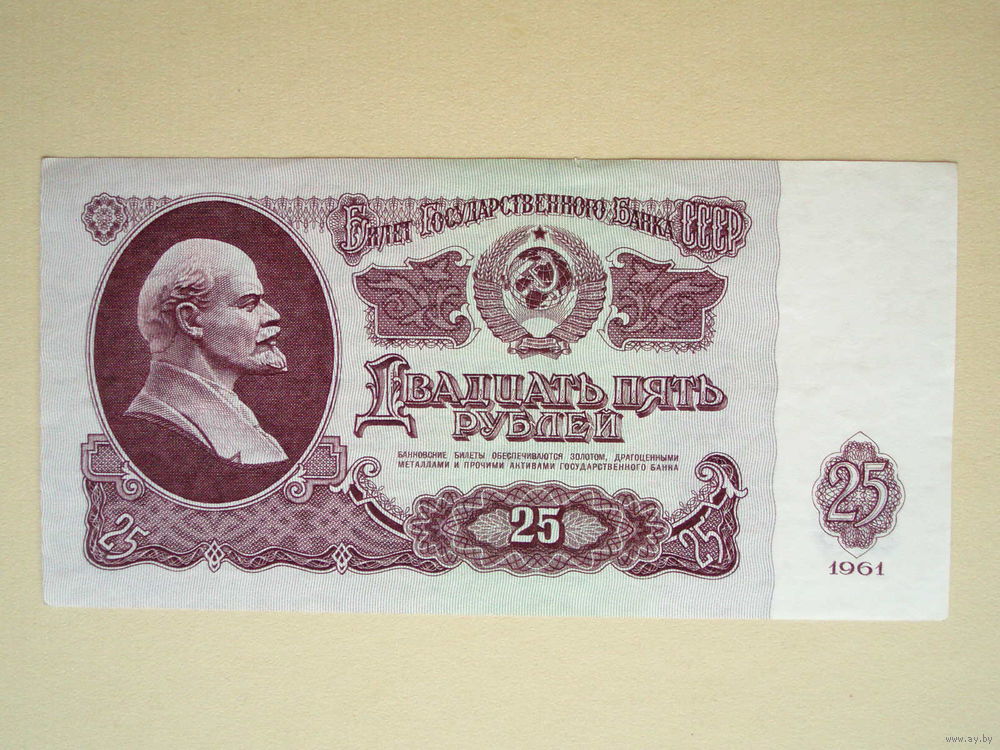 Билет Государственного Банка СССР
Двадцать пять
рублей
БАНКОВСКИЕ БИЛЕТЫ ОБЕСПЕЧИВАЮТСЯ ЗОЛОТОМ, ДРАГОЦЕННЫМИ
МЕТАЛЛАМИ И ПРОЧИМИ АКТИВАМИ ГОСУДАРСТВЕННОГО БАНКА
25
25
25
25
1961
www.ay.by